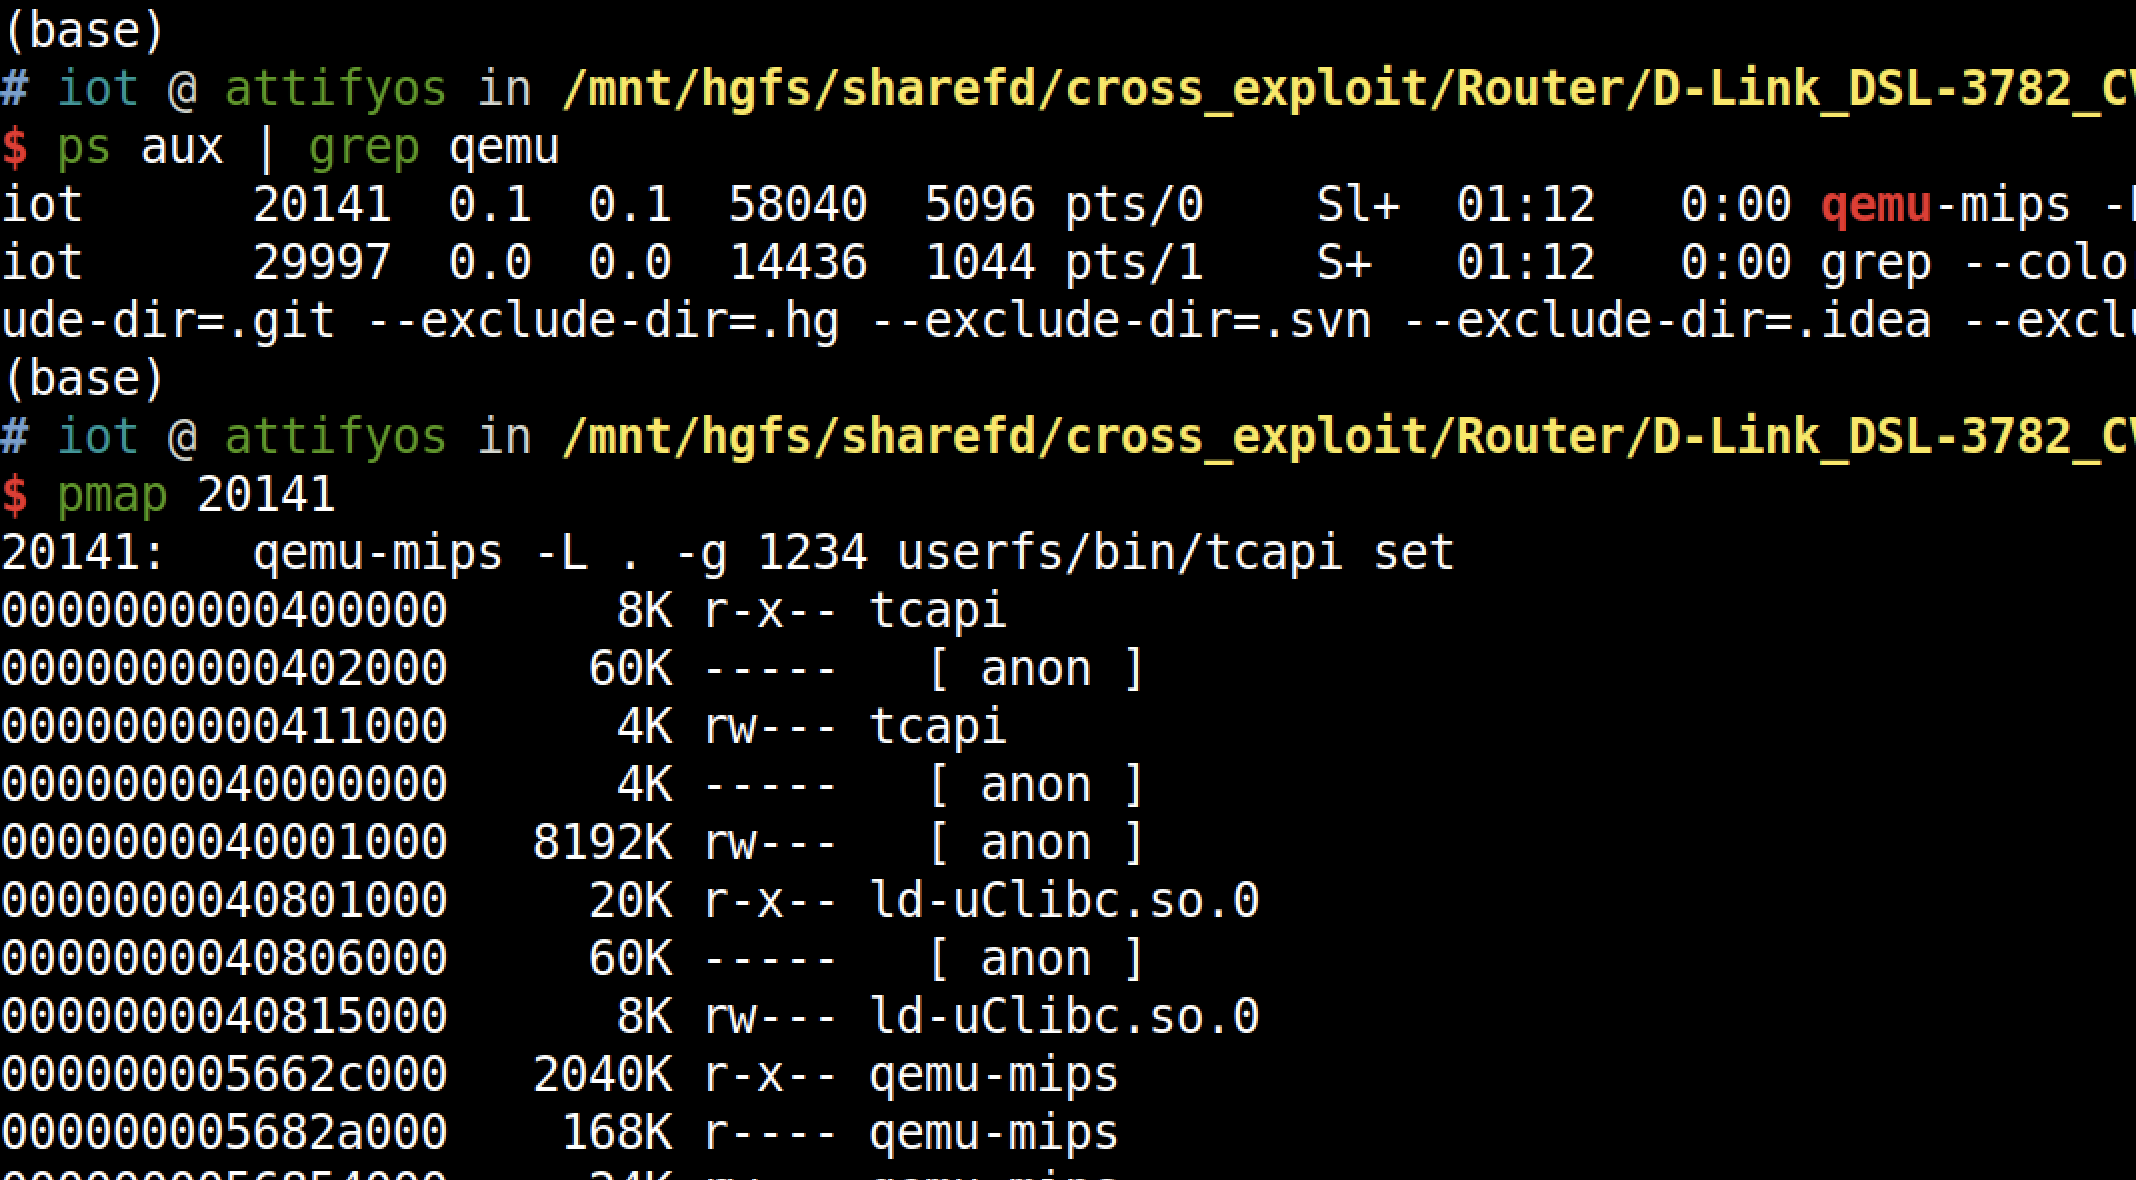 (base)
# iot @ attifyos in /mnt/hgfs/sharefd/cross_exploit/Router/D-Link_DSL-3782_C
$ ps aux | grep qemu
iot      20141  0.1  0.1  58040  5096 pts/0    Sl+  01:12   0:00 qemu-mips -
iot      29997  0.0  0.0  14436  1044 pts/1    S+   01:12   0:00 grep --colo
ude-dir=.git --exclude-dir=.hg --exclude-dir=.svn --exclude-dir=.idea --excl
(base)
# iot @ attifyos in /mnt/hgfs/sharefd/cross_exploit/Router/D-Link_DSL-3782_C
$ pmap 20141
20141:   qemu-mips -L . -g 1234 userfs/bin/tcapi set
0000000000400000      8K r-x-- tcapi
0000000000402000     60K -----   [ anon ]
0000000000411000      4K rw--- tcapi
0000000040000000      4K -----   [ anon ]
0000000040001000   8192K rw---   [ anon ]
0000000040801000     20K r-x-- ld-uClibc.so.0
0000000040806000     60K -----   [ anon ]
0000000040815000      8K rw--- ld-uClibc.so.0
000000005662c000   2040K r-x-- qemu-mips
000000005682a000    168K r---- qemu-mips